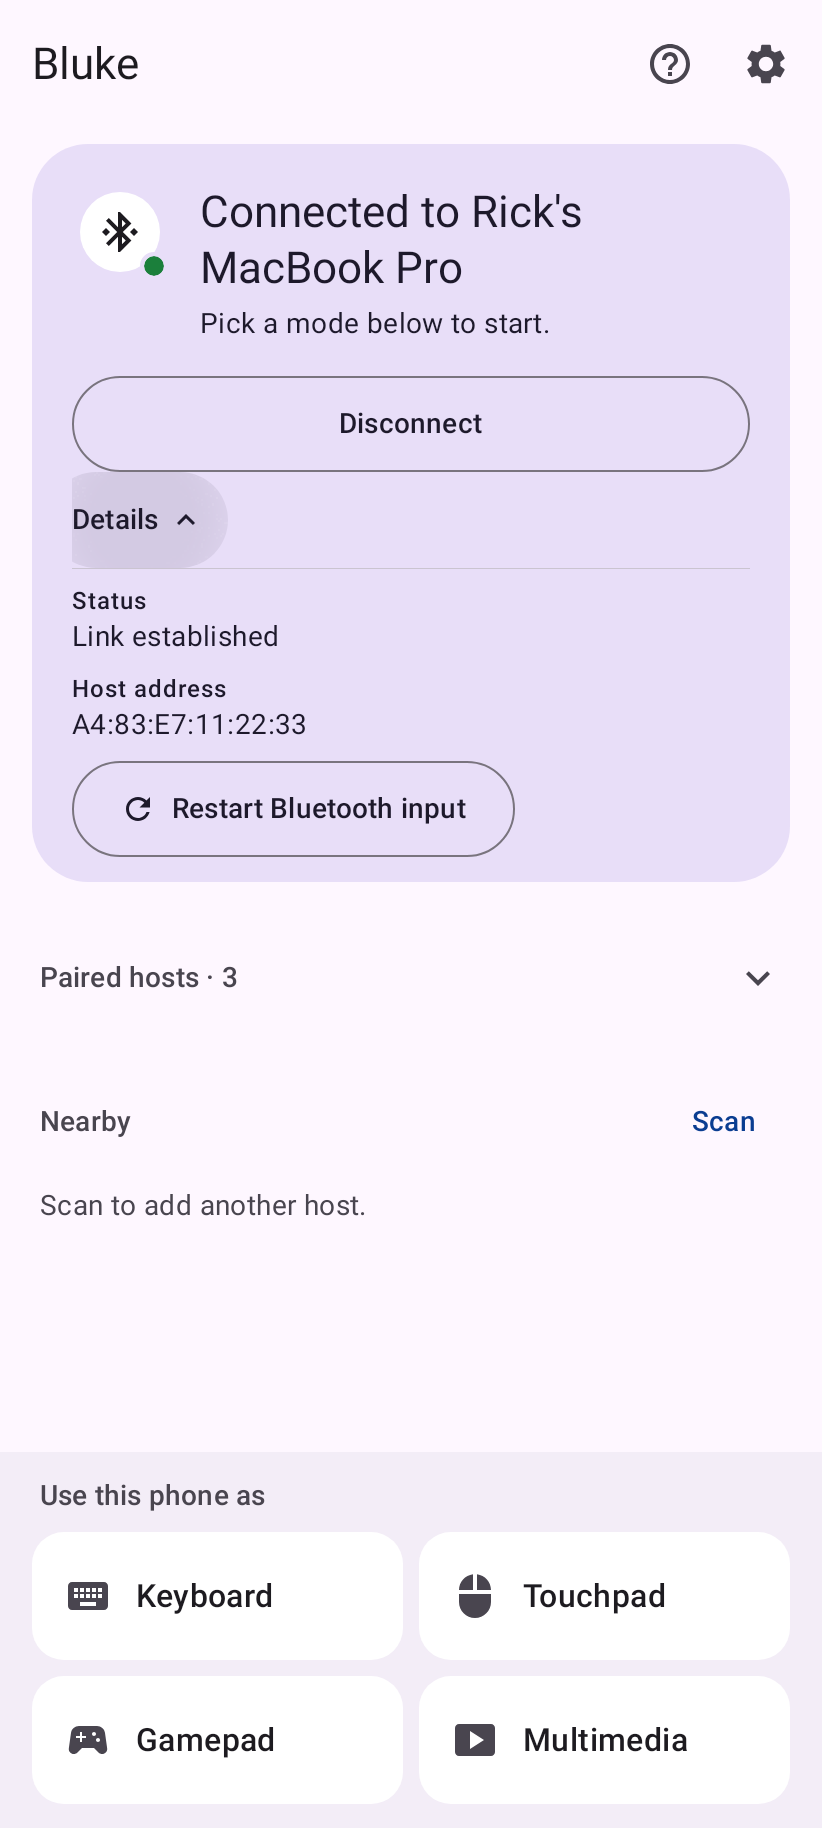 Bluke
Connected to Rick's
MacBook Pro
Pick a mode below to start.
Disconnect
Details
Status
Link established
Host address
A4:83:E7:11:22:33
Restart Bluetooth input
Paired hosts · 3
Nearby
Scan
Scan to add another host.
Use this phone as
Keyboard
Touchpad
Gamepad
Multimedia